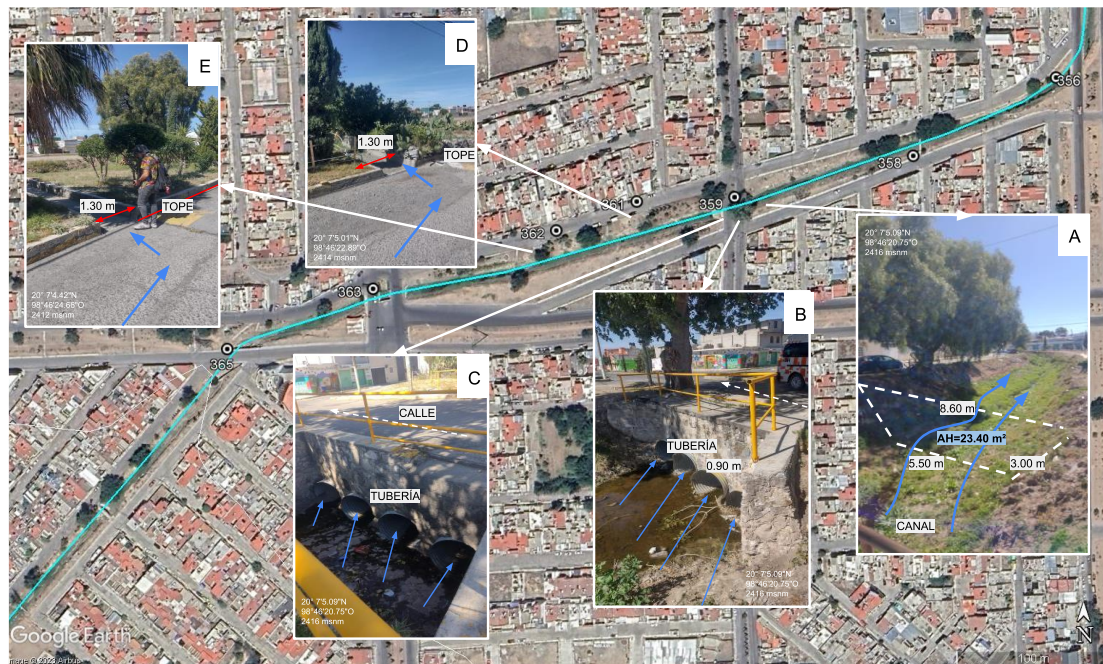 E
1.30 m
TOPE
20° 7'4.42"N
98°46'24.66"O
2412 msnm
D
1.30 m
TOPE
20° 7'5.01"N
98°46'22.89"O
2414 msnm
356
358
359
361
362
363
365
A
20° 7'5.09"N
98°46'20.75"O
2416 msnm
8.60 m
AH=23.40 m²
5.50 m
3.00 m
CANAL
B
TUBERÍA
0.90 m
20° 7'5.09"N
98°46'20.75"O
2416 msnm
C
CALLE
TUBERÍA
20° 7'5.09"N
98°46'20.75"O
2416 msnm
Google Earth
Image © 2023 Airbus
100 m
N